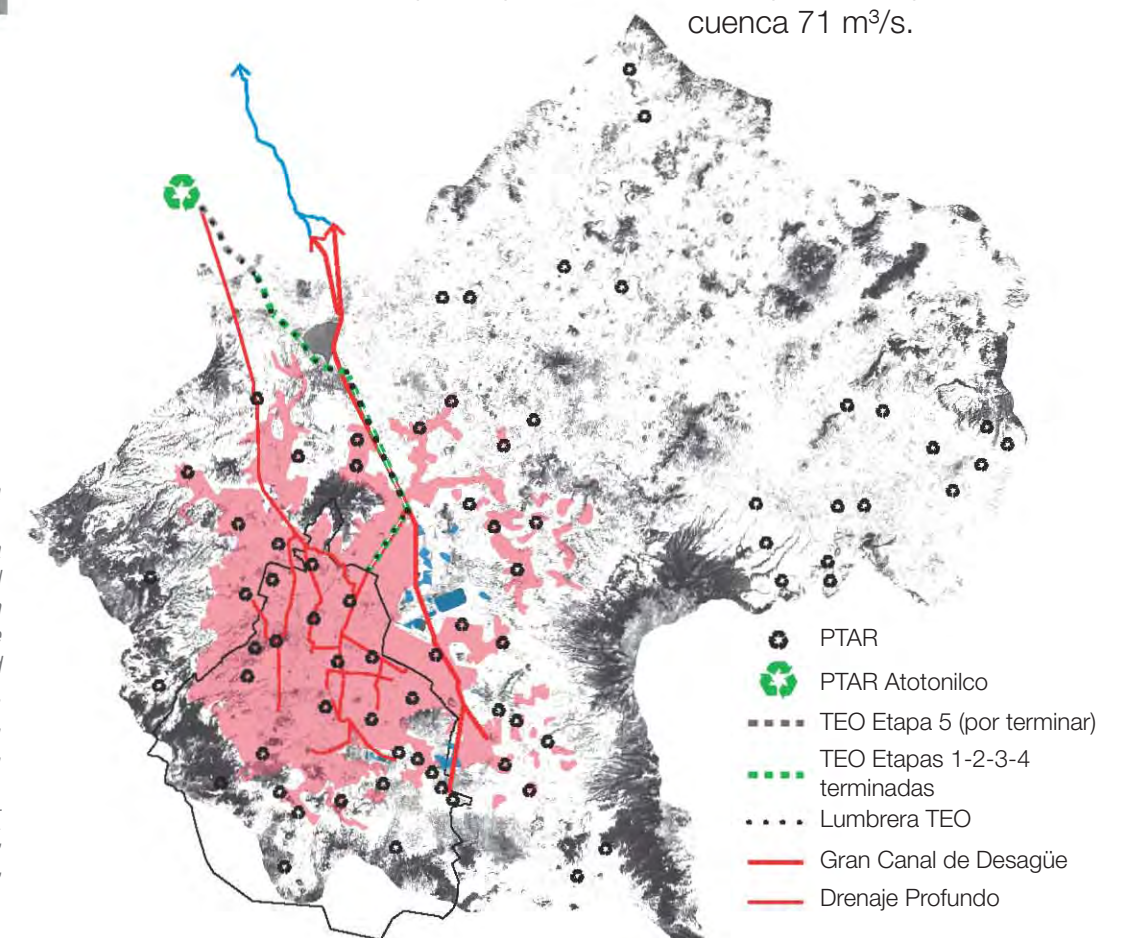 cuenca 71 m³/s.
PTAR
PTAR Atotonilco
TEO Etapa 5 (por terminar)
TEO Etapas 1-2-3-4
terminadas
Lumbrera TEO
Gran Canal de Desagüe
Drenaje Profundo